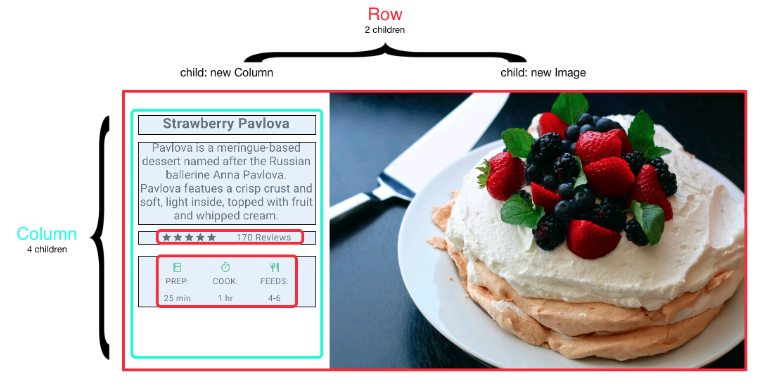 Row
2 children
child: new Column
child: new Image
Column
4 children
Strawberry Pavlova
Pavlova is a meringue-based
dessert named after the Russian
ballerine Anna Pavlova.
Pavlova featues a crisp crust and
soft, light inside, topped with fruit
and whipped cream.
170 Reviews
PREP: COOK: FEEDS:
25 min 1 hr 4-6